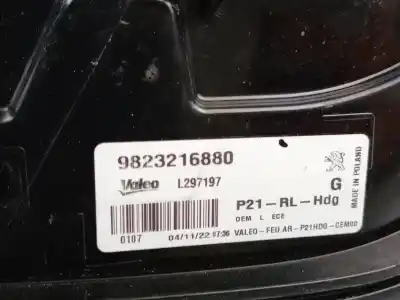 9823216880
MADE IN POLAND
Valeo L297197 G
P21-RL-Hdg
OEM L ECE
0107 04/11/22 17:36 VALEO-FEU AR-P21HDG-GEM00